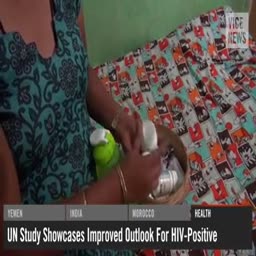 VICE
NEWS
YEMEN INDIA MOROCCO HEALTH
UN Study Showcases Improved Outlook For HIV-Positive